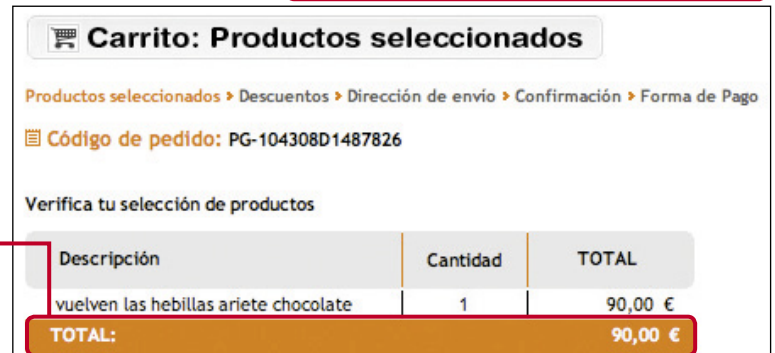 Carrito: Productos seleccionados
Productos seleccionados > Descuentos > Dirección de envío > Confirmación > Forma de Pago
Código de pedido: PG-104308D1487826
Verifica tu selección de productos
Descripción Cantidad TOTAL
vuelven las hebillas ariete chocolate 1 90,00 €
TOTAL: 90,00 €